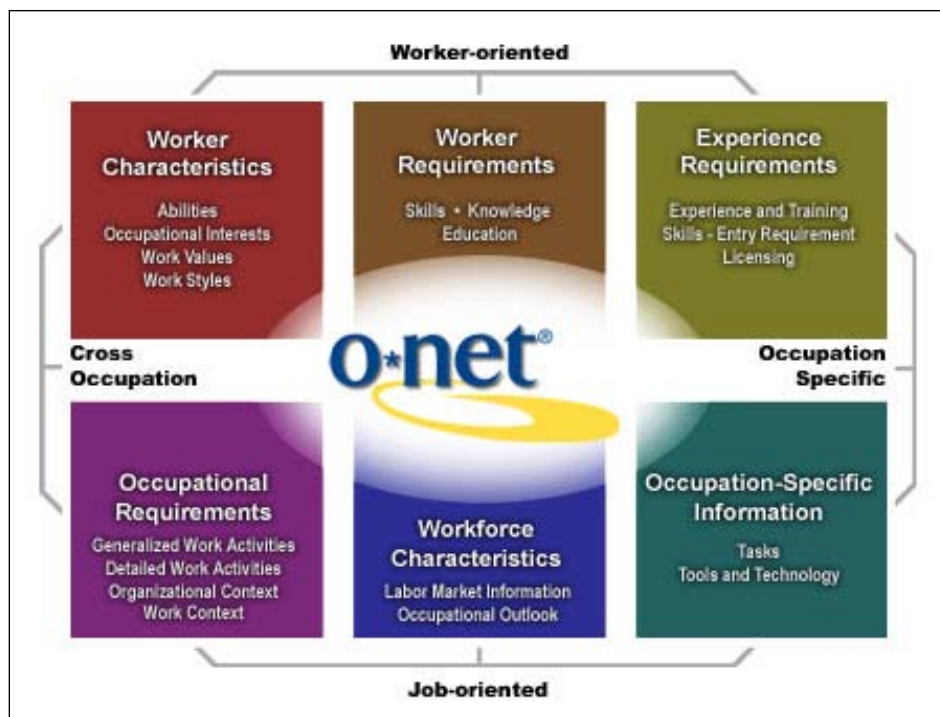 Worker-oriented
Worker
Characteristics
Abilities
Occupational Interests
Work Values
Work Styles
Worker
Requirements
Skills • Knowledge
Education
Experience
Requirements
Experience and Training
Skills - Entry Requirement
Licensing
Cross
Occupation
o*net®
Occupation
Specific
Occupational
Requirements
Generalized Work Activities
Detailed Work Activities
Organizational Context
Work Context
Workforce
Characteristics
Labor Market Information
Occupational Outlook
Occupation-Specific
Information
Tasks
Tools and Technology
Job-oriented